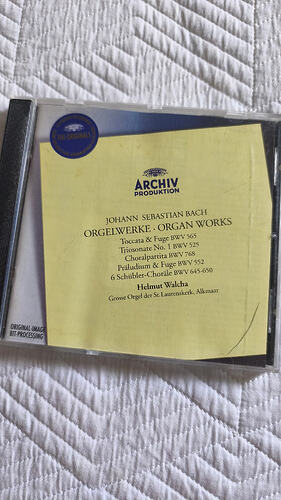 THE ORIGINALS
ARCHIV
PRODUKTION
JOHANN SEBASTIAN BACH
ORGELWERKE · ORGAN WORKS
Toccata & Fuge BWV 565
Triosonate No. 1 BWV 525
Choralpartita BWV 768
Präludium & Fuge BWV 552
6 Schübler-Choräle BWV 645-650
Helmut Walcha
Grosse Orgel der St. Laurenskerk, Alkmaar
ORIGINAL-IMAGE
BIT-PROCESSING